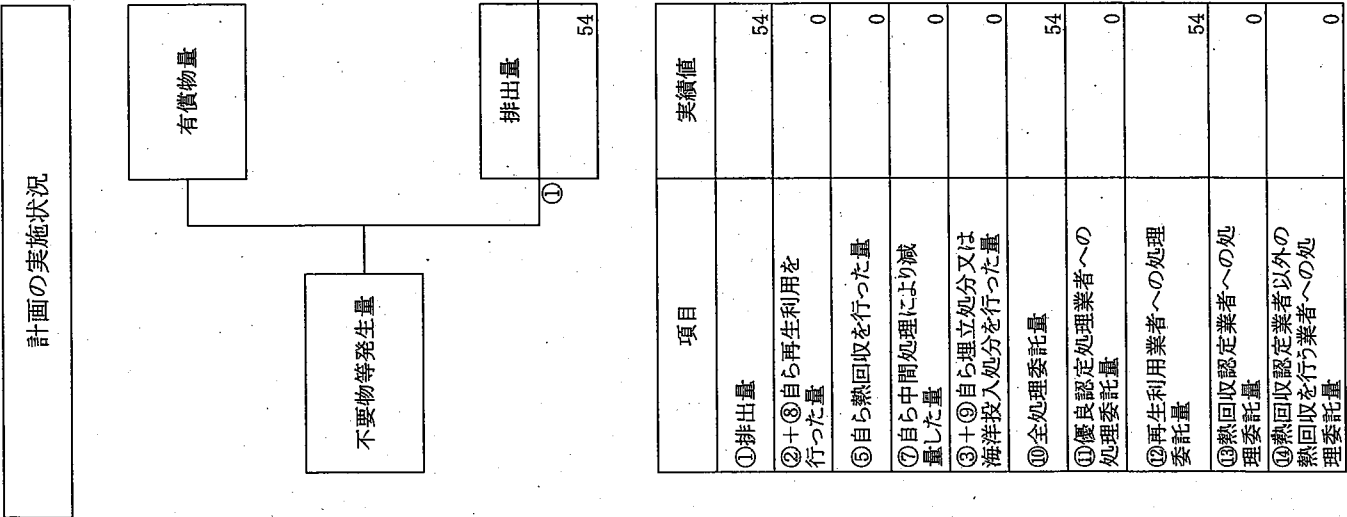 計画の実施状況
有償物量
不要物等発生量
排出量
①
54
項目
実績値
①排出量
54
②+⑧自ら再生利用を
行った量
0
⑤自ら熱回収を行った量
0
⑦自ら中間処理により減
量した量
0
③+⑨自ら埋立処分又は
海洋投入処分を行った量
0
⑩全処理委託量
54
⑪優良認定処理業者への
処理委託量
0
⑫再生利用業者への処理
委託量
54
⑬熱回収認定業者への処
理委託量
0
⑭熱回収認定業者以外の
熱回収を行う業者への処
理委託量
0